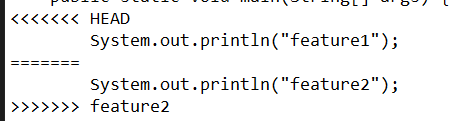 public static void main(String[] args) {
<<<<<<< HEAD
        System.out.println("feature1");
=======
        System.out.println("feature2");
>>>>>>> feature2